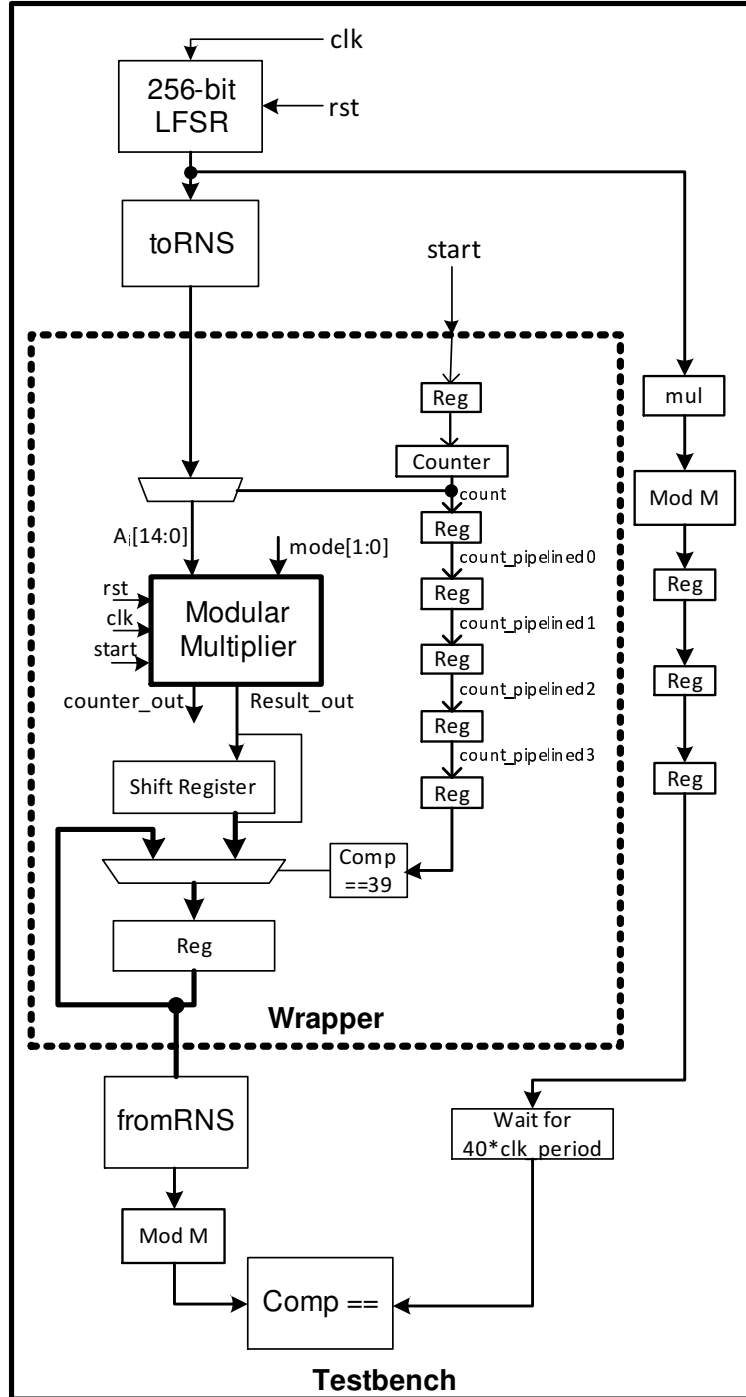 clk
256-bit
LFSR
rst
toRNS
start
Reg
mul
Counter
count
Mod M
Aᵢ[14:0]
mode[1:0]
Reg
count_pipelined0
Reg
rst
clk
start
Modular
Multiplier
Reg
count_pipelined1
Reg
count_pipelined2
Reg
counter_out
Result_out
Reg
count_pipelined3
Reg
Shift Register
Reg
Comp
==39
Reg
Wrapper
fromRNS
Wait for
40*clk_period
Mod M
Comp ==
Testbench